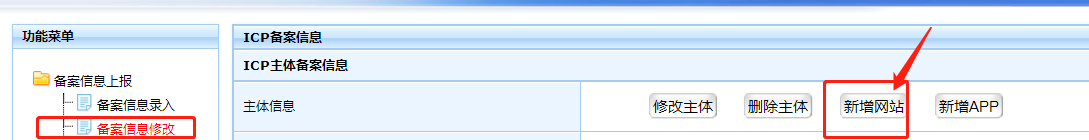 功能菜单
备案信息上报
备案信息录入
备案信息修改
ICP备案信息
ICP主体备案信息
主体信息 修改主体 删除主体 新增网站 新增APP